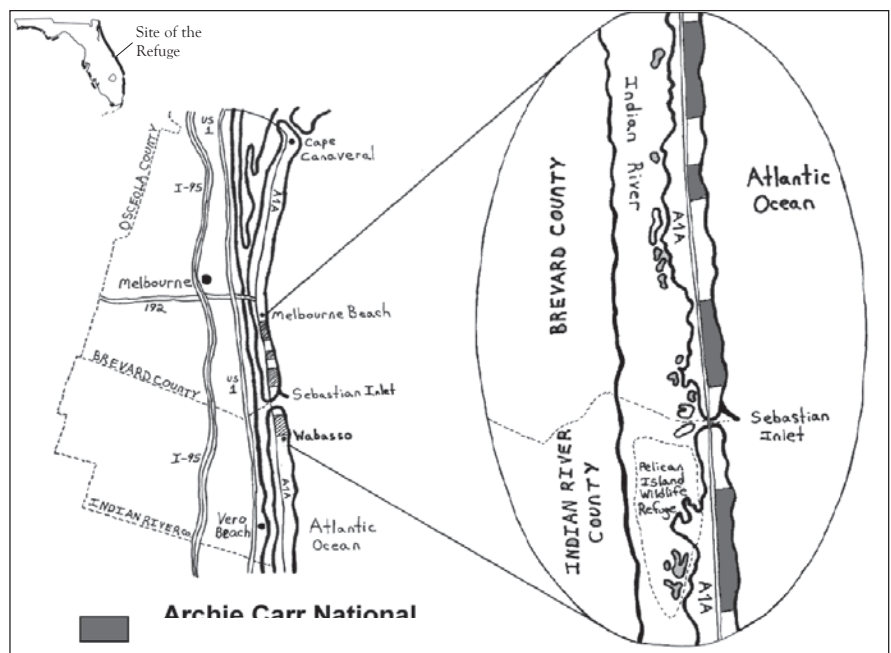 Site of the
Refuge
US
1
Cape
Canaveral
OSCEOLA COUNTY
I-95
A1A
Melbourne
192
Melbourne Beach
BREVARD COUNTY
US
1
Sebastian Inlet
Wabasso
I-95
A1A
INDIAN RIVER CO.
Vero
Beach
Atlantic
Ocean
Archie Carr National
Indian River
BREVARD COUNTY
Atlantic
Ocean
A1A
Sebastian
Inlet
INDIAN RIVER
COUNTY
Pelican
Island
Wildlife
Refuge
A1A